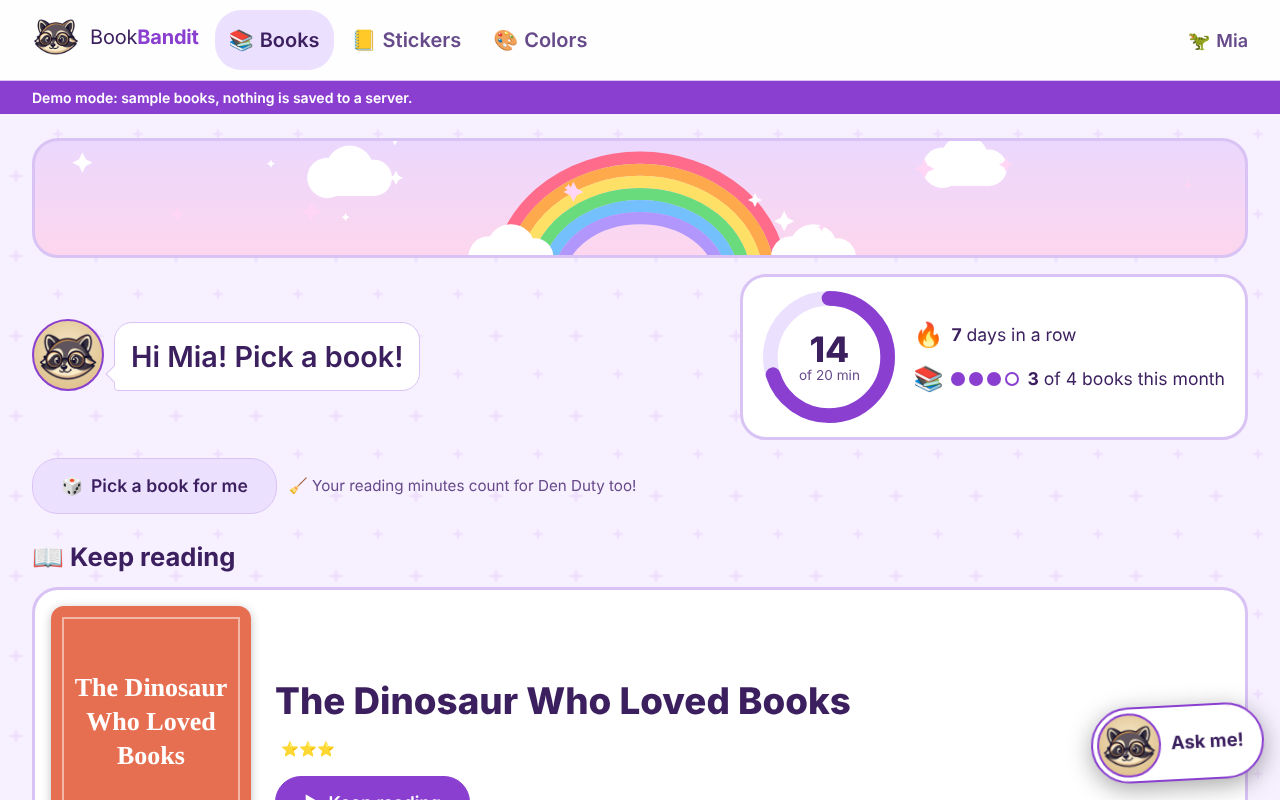 BookBandit
Books
Stickers
Colors
Mia
Demo mode: sample books, nothing is saved to a server.
Hi Mia! Pick a book!
14
of 20 min
7 days in a row
3 of 4 books this month
Pick a book for me
Your reading minutes count for Den Duty too!
Keep reading
The Dinosaur
Who Loved
Books
The Dinosaur Who Loved Books
Keep reading
Ask me!